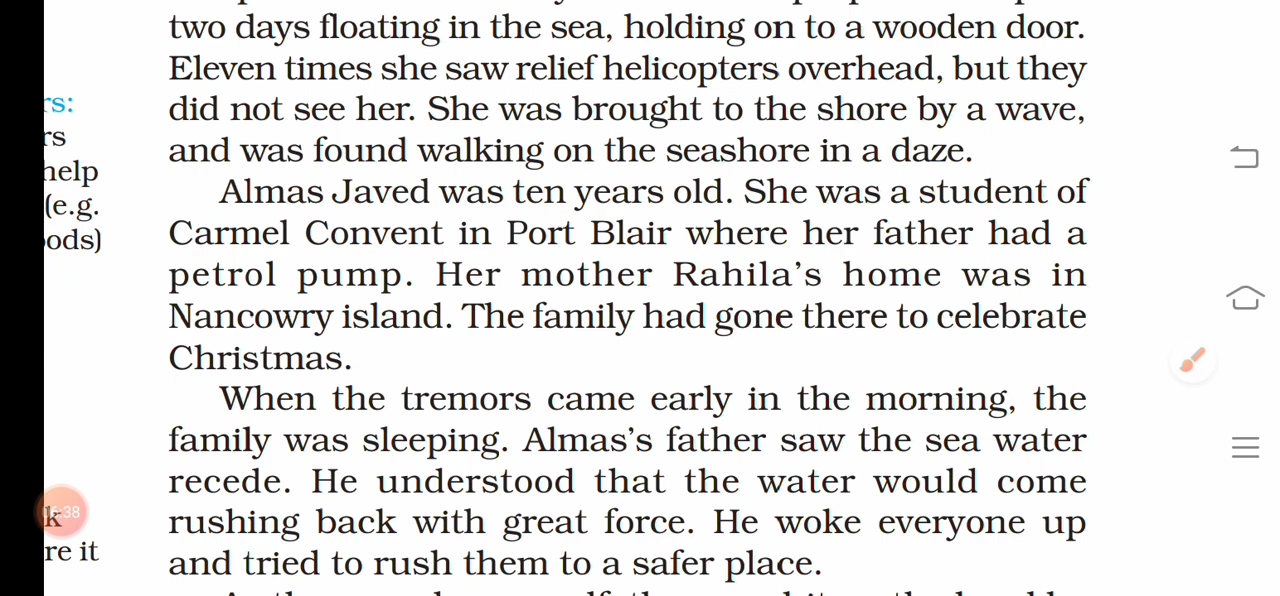 two days floating in the sea, holding on to a wooden door.
Eleven times she saw relief helicopters overhead, but they
rs:
did not see her. She was brought to the shore by a wave,
rs
and was found walking on the seashore in a daze.
help
Almas Javed was ten years old. She was a student of
(e.g.
Carmel Convent in Port Blair where her father had a
ods)
petrol pump. Her mother Rahila's home was in
Nancowry island. The family had gone there to celebrate
Christmas.
When the tremors came early in the morning, the
family was sleeping. Almas's father saw the sea water
recede. He understood that the water would come
k
rushing back with great force. He woke everyone up
re it
and tried to rush them to a safer place.